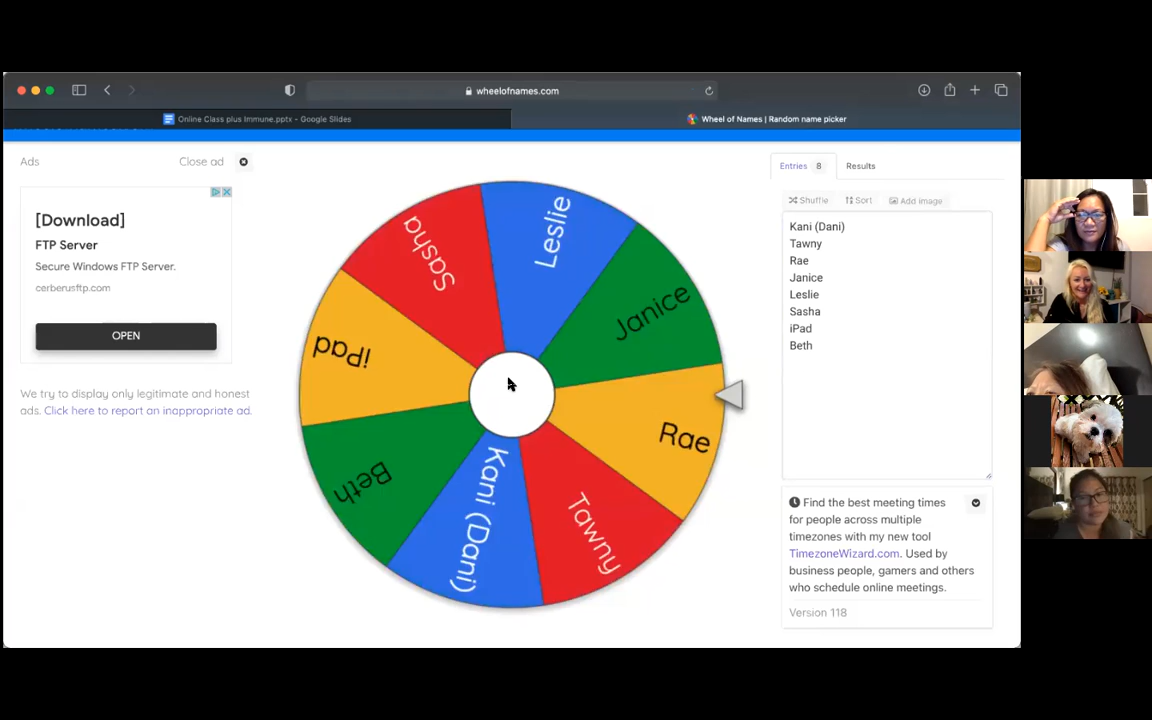 wheelofnames.com
Online Class plus Immune.pptx - Google Slides
Wheel of Names | Random name picker
Ads
Close ad
[Download]
FTP Server
Secure Windows FTP Server.
cerberusftp.com
OPEN
We try to display only legitimate and honest
ads. Click here to report an inappropriate ad.
Leslie
Janice
Rae
Tawny
Kani (Dani)
Beth
iPad
Sasha
Entries 8
Results
Shuffle
Sort
Add image
Kani (Dani)
Tawny
Rae
Janice
Leslie
Sasha
iPad
Beth
Find the best meeting times
for people across multiple
timezones with my new tool
TimezoneWizard.com. Used by
business people, gamers and others
who schedule online meetings.
Version 118